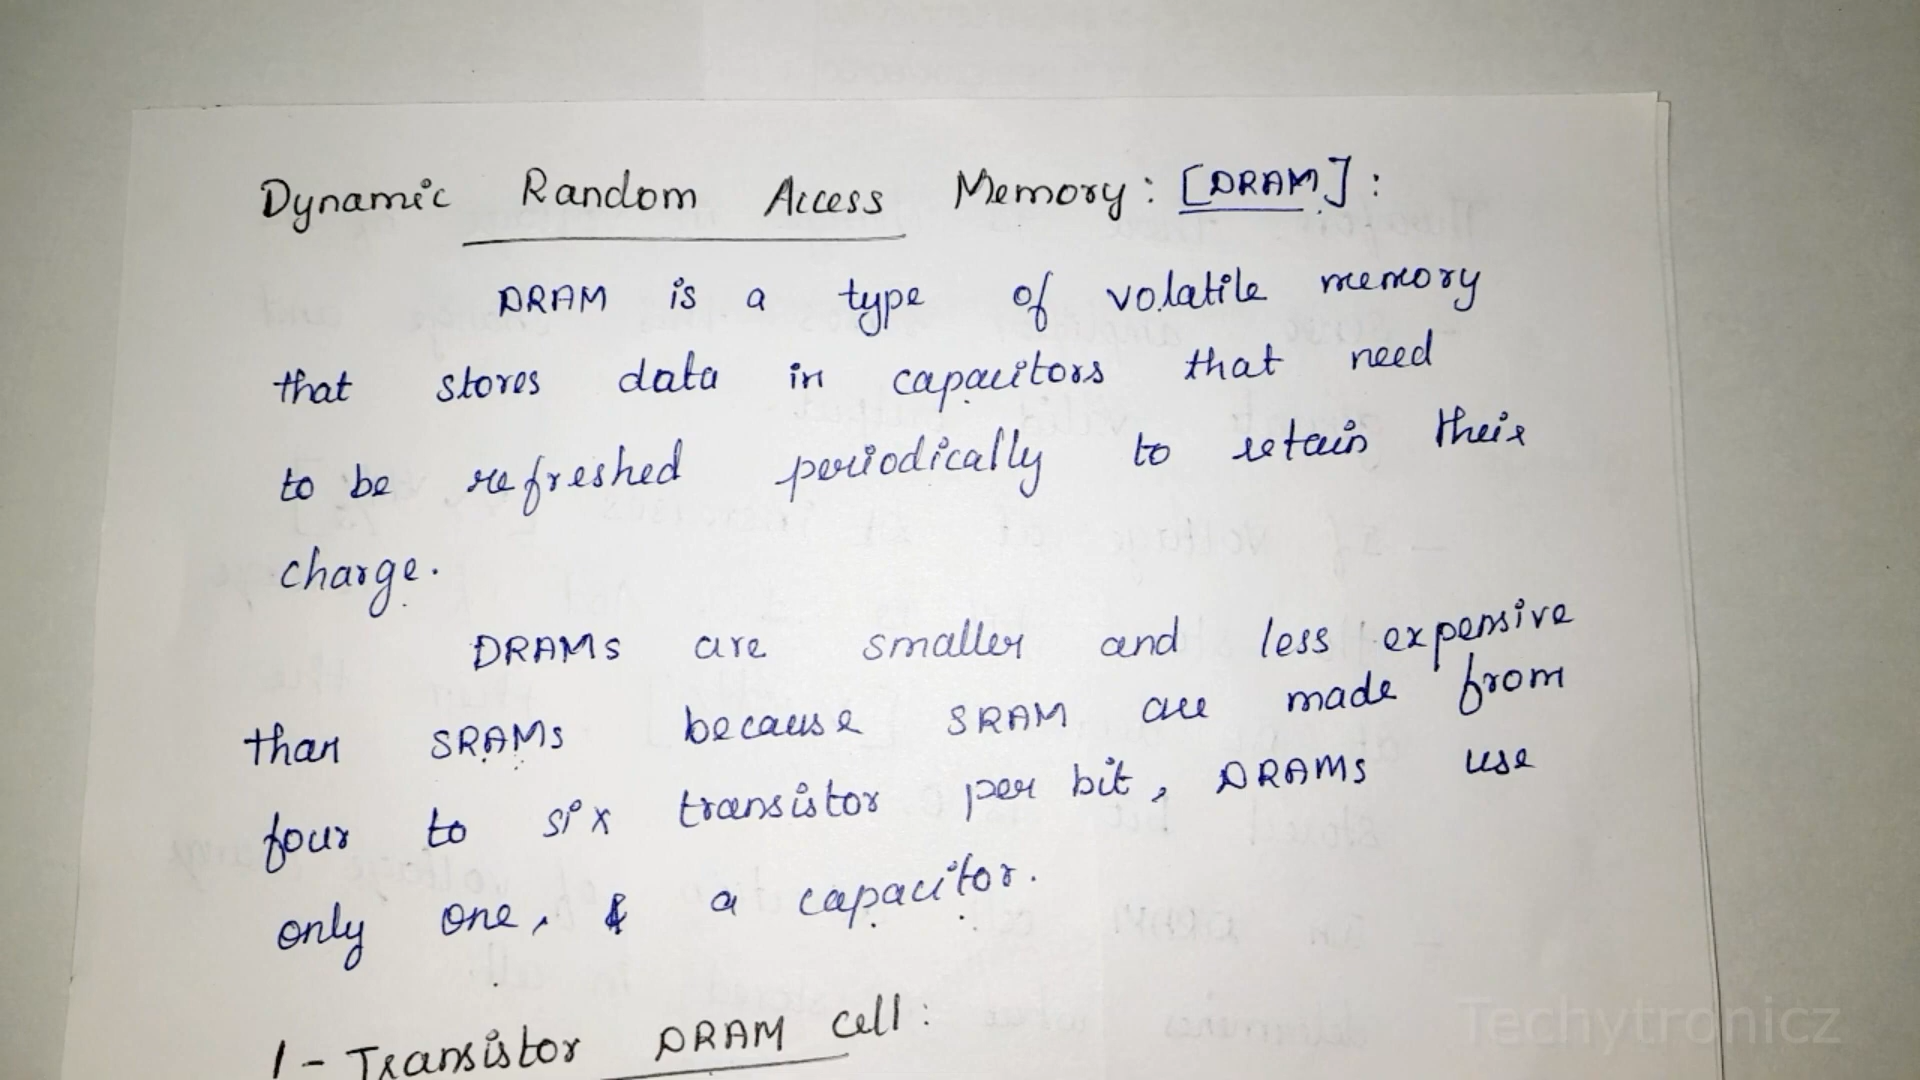 Dynamic Random Access Memory: [DRAM]:
DRAM is a type of volatile memory
that stores data in capacitors that need
to be refreshed periodically to retain their
charge.
DRAMs are smaller and less expensive
than SRAMs because SRAM are made from
four to six transistor per bit, DRAMs use
only one, & a capacitor.
1-Transistor DRAM cell:
Techytronicz